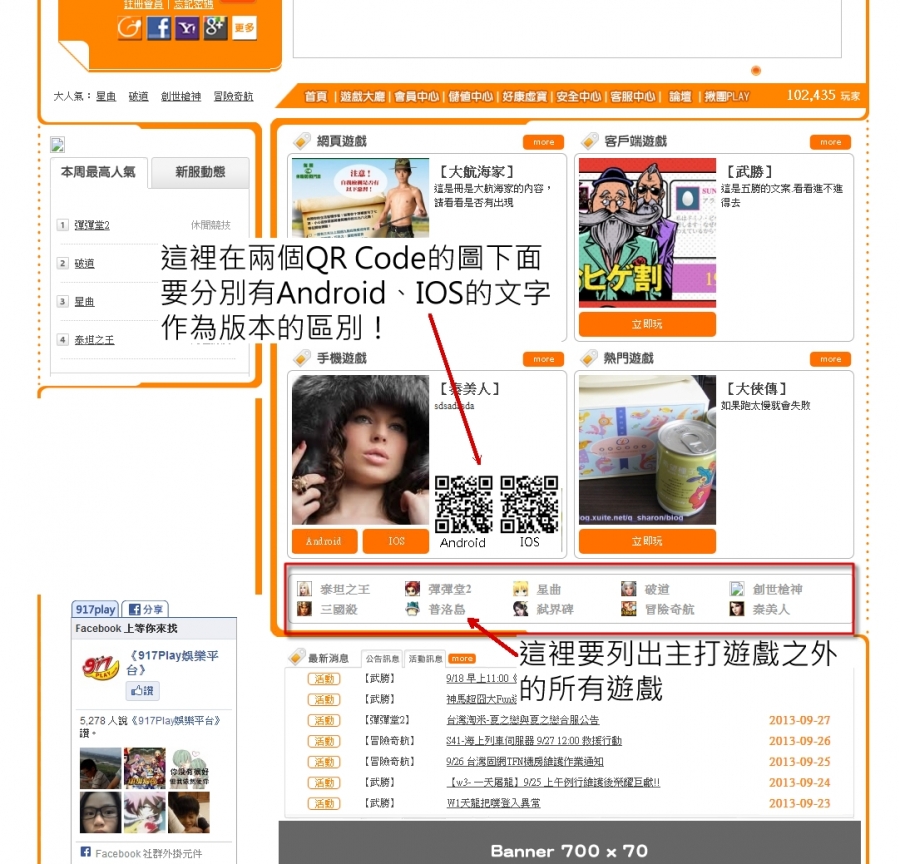 註冊會員 | 忘記密碼
更多
大人氣： 星曲 破道 創世槍神 冒險奇航
首頁 | 遊戲大廳 | 會員中心 | 儲值中心 | 好康虛寶 | 安全中心 | 客服中心 | 論壇 | 揪團PLAY
102,435 玩家
本周最高人氣
新服動態
1 彈彈堂2 休閒競技
2 破道
3 星曲
4 泰坦之王
網頁遊戲 more
注意！
【大航海家】
這是冊是大航海家的內容，
請看看是否有出現
客戶端遊戲 more
ヒゲ割
【武勝】
這是五勝的文案.看看進不進
得去
立即玩
這裡在兩個QR Code的圖下面
要分別有Android、IOS的文字
作為版本的區別！
手機遊戲 more
【泰美人】
sdsadasda
Android
IOS
Android
IOS
熱門遊戲 more
【大俠傳】
如果跑太慢就會失敗
立即玩
泰坦之王 彈彈堂2 星曲 破道 創世槍神
三國殺 普洛島 弒界碑 冒險奇航 泰美人
這裡要列出主打遊戲之外
的所有遊戲
917play
分享
Facebook 上等你來找
917 PLAY
《917Play娛樂平
台》
讚
5,278 人說《917Play娛樂平台》
讚。
Facebook 社群外掛元件
最新消息 公告訊息 活動訊息 more
活動 【武勝】 9/18 早上11:00
活動 【武勝】 神馬超囧大Fun
活動 【彈彈堂2】 台灣淘米-夏之戀與夏之戀合服公告 2013-09-27
活動 【冒險奇航】 S41-海上列車伺服器 9/27 12:00 救援行動 2013-09-26
活動 【冒險奇航】 9/26 台灣固網TFN機房維護作業通知 2013-09-25
活動 【武勝】 【w3- 一天屠龍】9/25 上午例行維護後榮耀巨獻!! 2013-09-24
活動 【武勝】 W1天龍把噗登入異常 2013-09-23
Banner 700 x 70